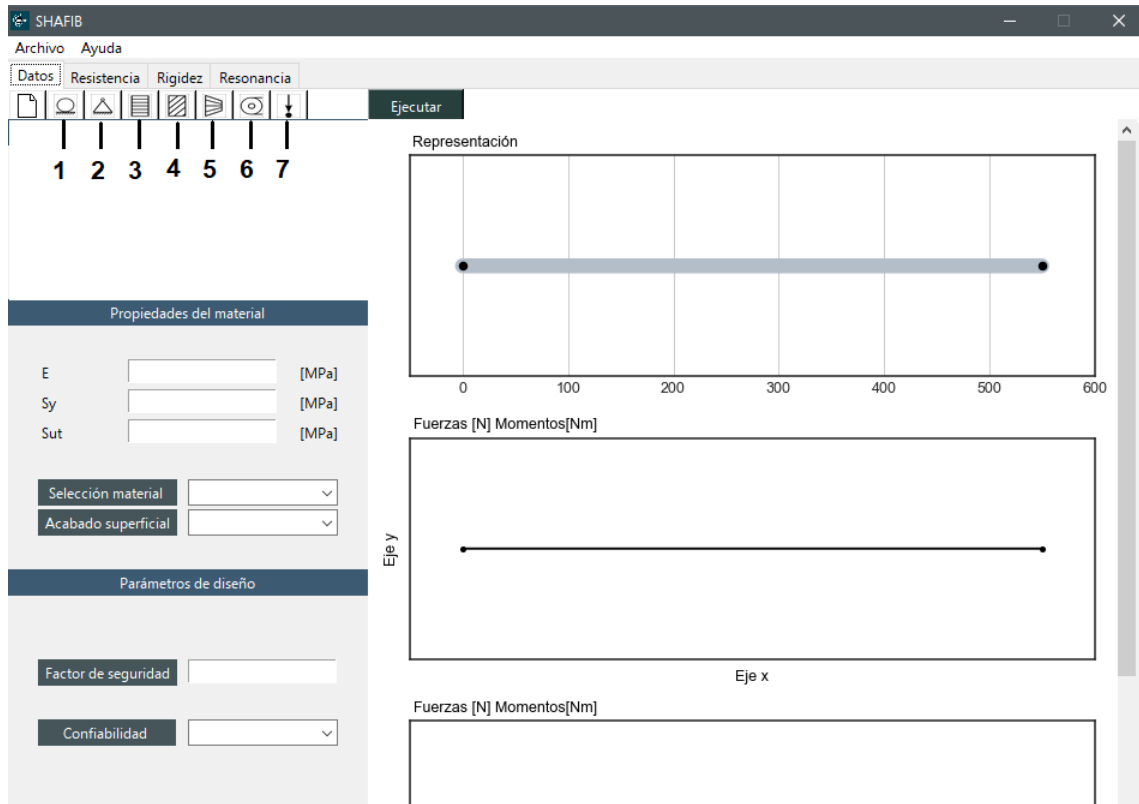 SHAFIB
Archivo Ayuda
Datos Resistencia Rigidez Resonancia
Ejecutar
1 2 3 4 5 6 7
Representación
0 100 200 300 400 500 600
Propiedades del material
E [MPa]
Sy [MPa]
Sut [MPa]
Selección material
Acabado superficial
Fuerzas [N] Momentos[Nm]
Eje y
Eje x
Parámetros de diseño
Factor de seguridad
Confiabilidad
Fuerzas [N] Momentos[Nm]